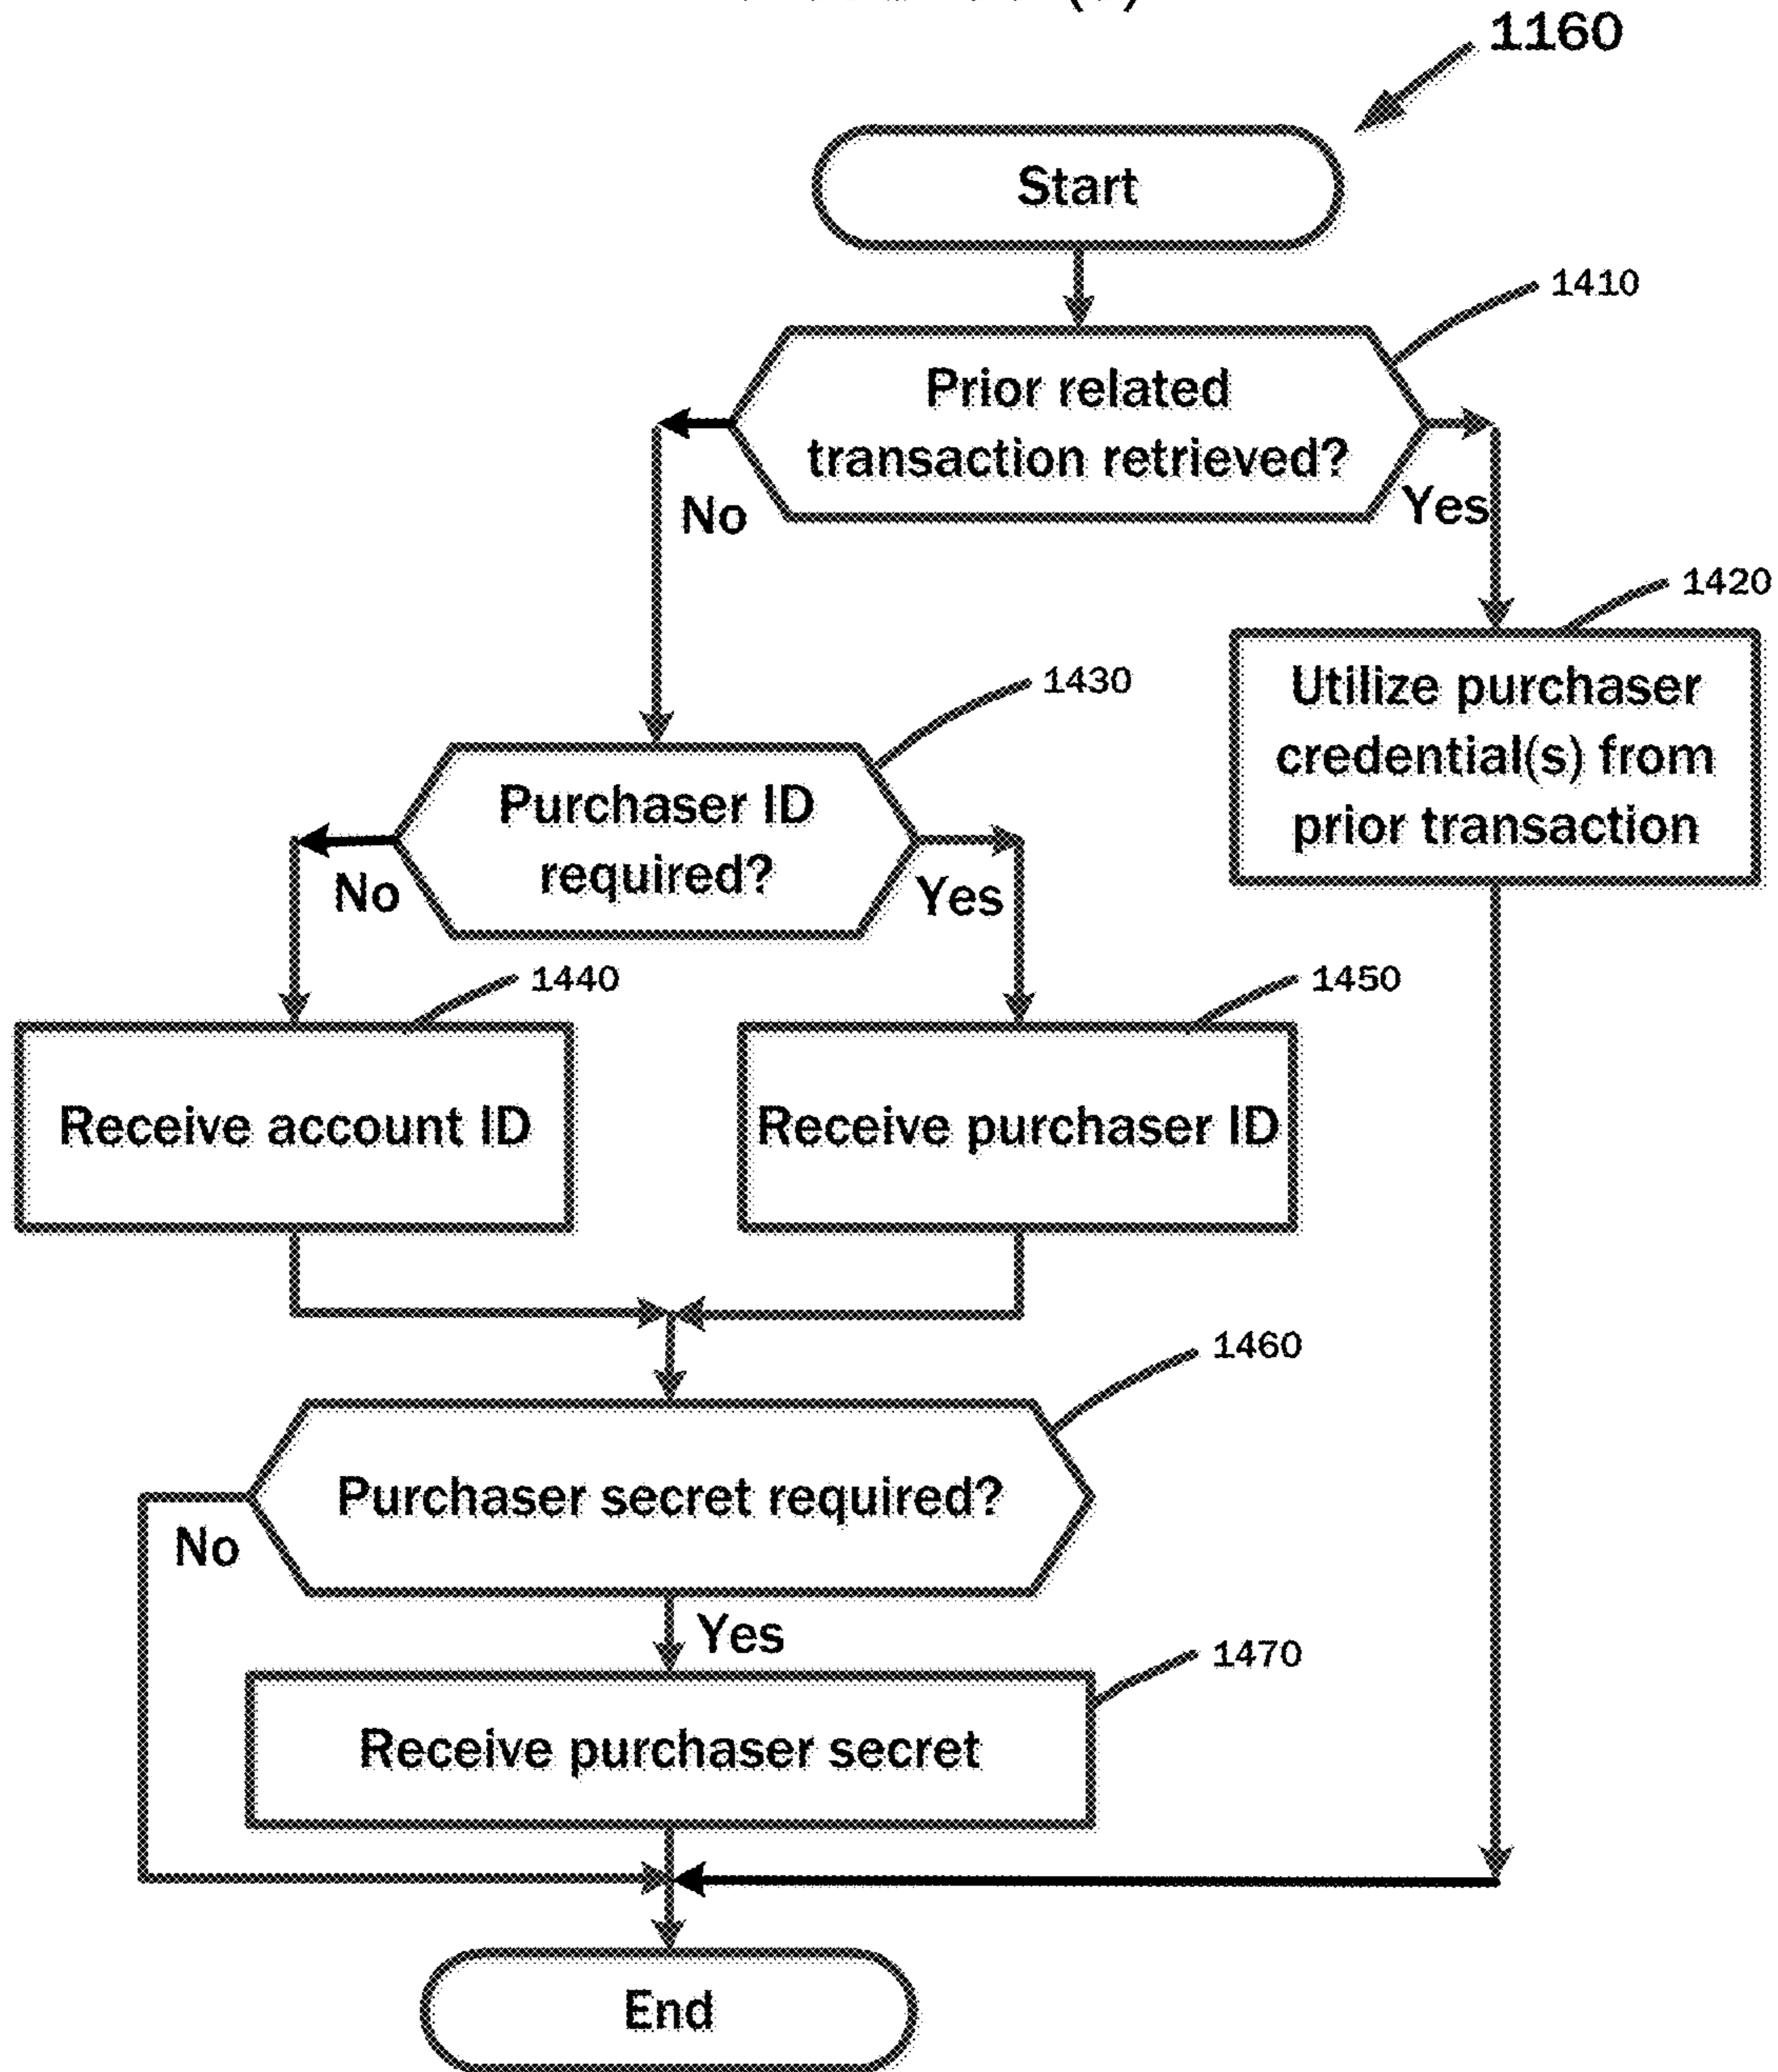 1160
Start
1410
Prior related
transaction retrieved?
No
Yes
1420
Utilize purchaser
credential(s) from
prior transaction
1430
Purchaser ID
required?
No
Yes
1440
1450
Receive account ID
Receive purchaser ID
1460
Purchaser secret required?
No
Yes
1470
Receive purchaser secret
End